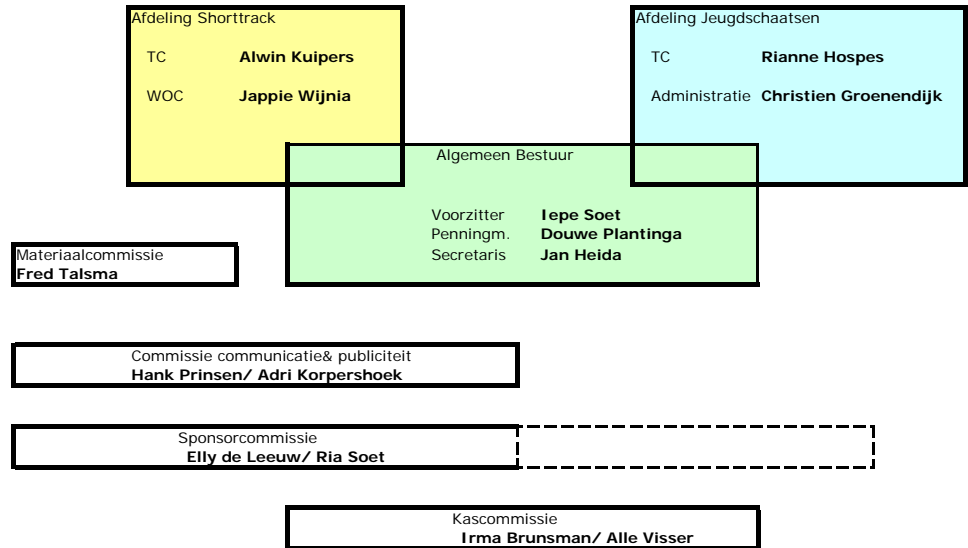 Afdeling Shorttrack
TC Alwin Kuipers
WOC Jappie Wijnia
Afdeling Jeugdschaatsen
TC Rianne Hospes
Administratie Christien Groenendijk
Algemeen Bestuur
Voorzitter Iepe Soet
Penningm. Douwe Plantinga
Secretaris Jan Heida
Materiaalcommissie
Fred Talsma
Commissie communicatie& publiciteit
Hank Prinsen/ Adri Korpershoek
Sponsorcommissie
Elly de Leeuw/ Ria Soet
Kascommissie
Irma Brunsman/ Alle Visser